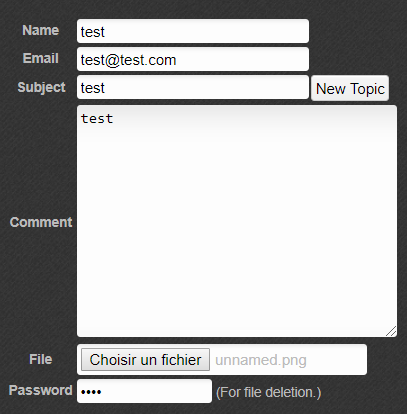 Name test
Email test@test.com
Subject test New Topic
Comment test
File Choisir un fichier unnamed.png
Password •••• (For file deletion.)